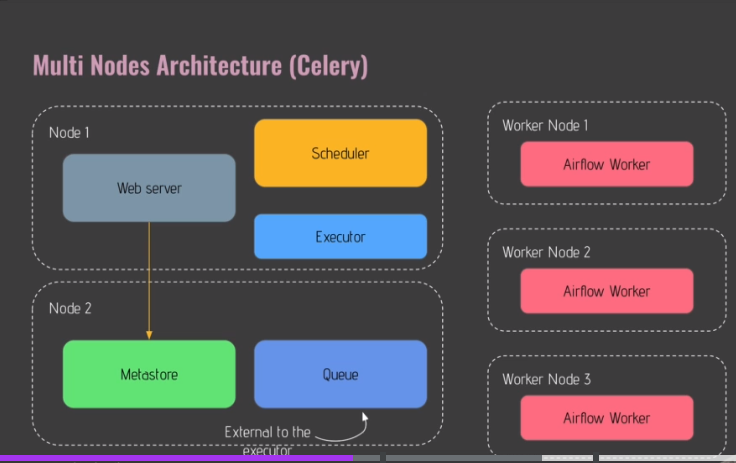 Multi Nodes Architecture (Celery)
Node 1
Web server
Scheduler
Executor
Node 2
Metastore
Queue
External to the
executor
Worker Node 1
Airflow Worker
Worker Node 2
Airflow Worker
Worker Node 3
Airflow Worker